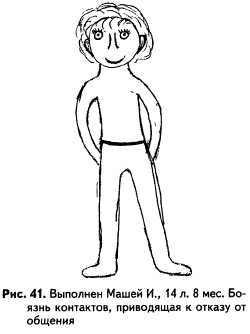 Рис. 41. Выполнен Машей И., 14 л. 8 мес. Бо-
язнь контактов, приводящая к отказу от
общения